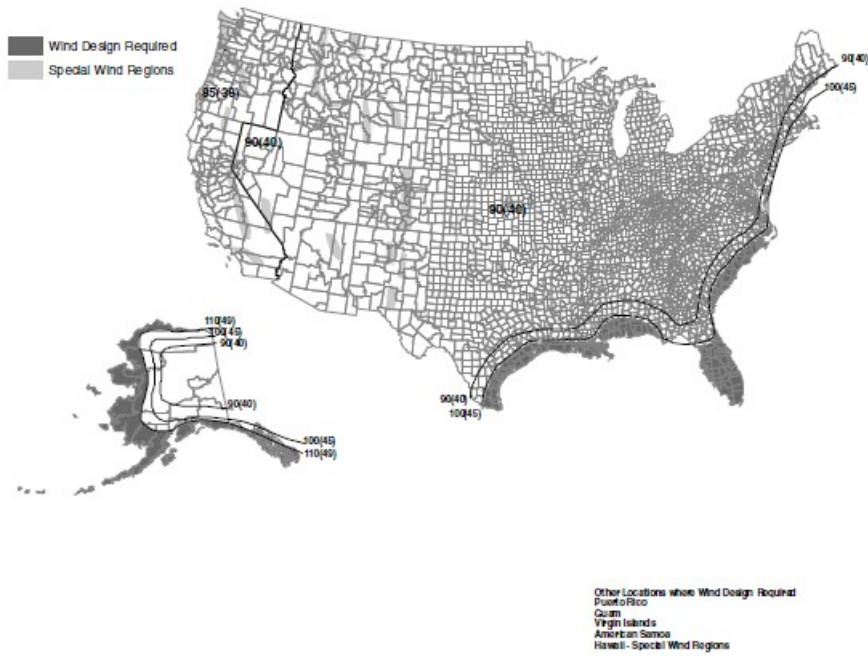 Wind Design Required
Special Wind Regions
90(40)
100(45)
85(38)
90(40)
90(40)
110(49)
100(45)
90(40)
90(40)
90(40)
100(45)
100(45)
110(49)
Other Locations where Wind Design Required
Puerto Rico
Guam
Virgin Islands
American Samoa
Hawaii - Special Wind Regions